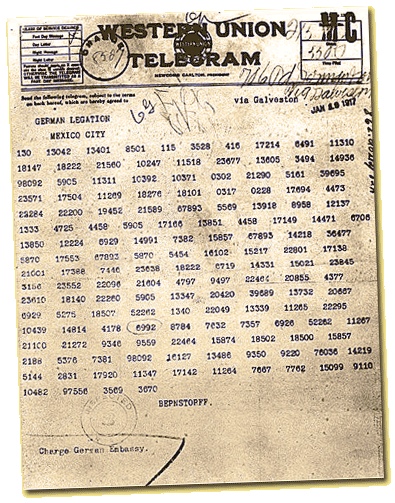 WESTERN UNION
TELEGRAM
NEWCOMB CARLTON, PRESIDENT
CLASS OF SERVICE DESIRED
Fast Day Message
Day Letter
Night Message
Night Letter
Send the following telegram, subject to the terms
on back hereof, which are hereby agreed to
via Galveston
JAN 19 1917
GERMAN LEGATION
MEXICO CITY
130 13042 13401 8501 115 3528 416 17214 6491 11310
18147 18222 21560 10247 11518 23677 13605 3494 14936
98092 5905 11311 10392 10371 0302 21290 5161 39695
23571 17504 11269 18276 18101 0317 0228 17694 4473
22284 22200 19452 21589 67893 5569 13918 8958 12137
1333 4725 4458 5905 17166 13851 4458 17149 14471 6706
13850 12224 6929 14991 7382 15857 67893 14218 36477
5870 17553 67893 5870 5454 16102 15217 22801 17138
21001 17388 7446 23638 18222 6719 14331 15021 23845
3156 23552 22096 21604 4797 9497 22464 20855 4377
23610 18140 22260 5905 13347 20420 39689 13732 20667
6929 5275 18507 52262 1340 22049 13339 11265 22295
10439 14814 4178 6992 8784 7632 7357 6926 52262 11267
21100 21272 9346 9559 22464 15874 18502 18500 15857
2188 5376 7381 98092 16127 13486 9350 9220 76036 14219
5144 2831 17920 11347 17142 11264 7667 7762 15099 9110
10482 97556 3569 3670
BEPNSTORFF.
Charge German Embassy.